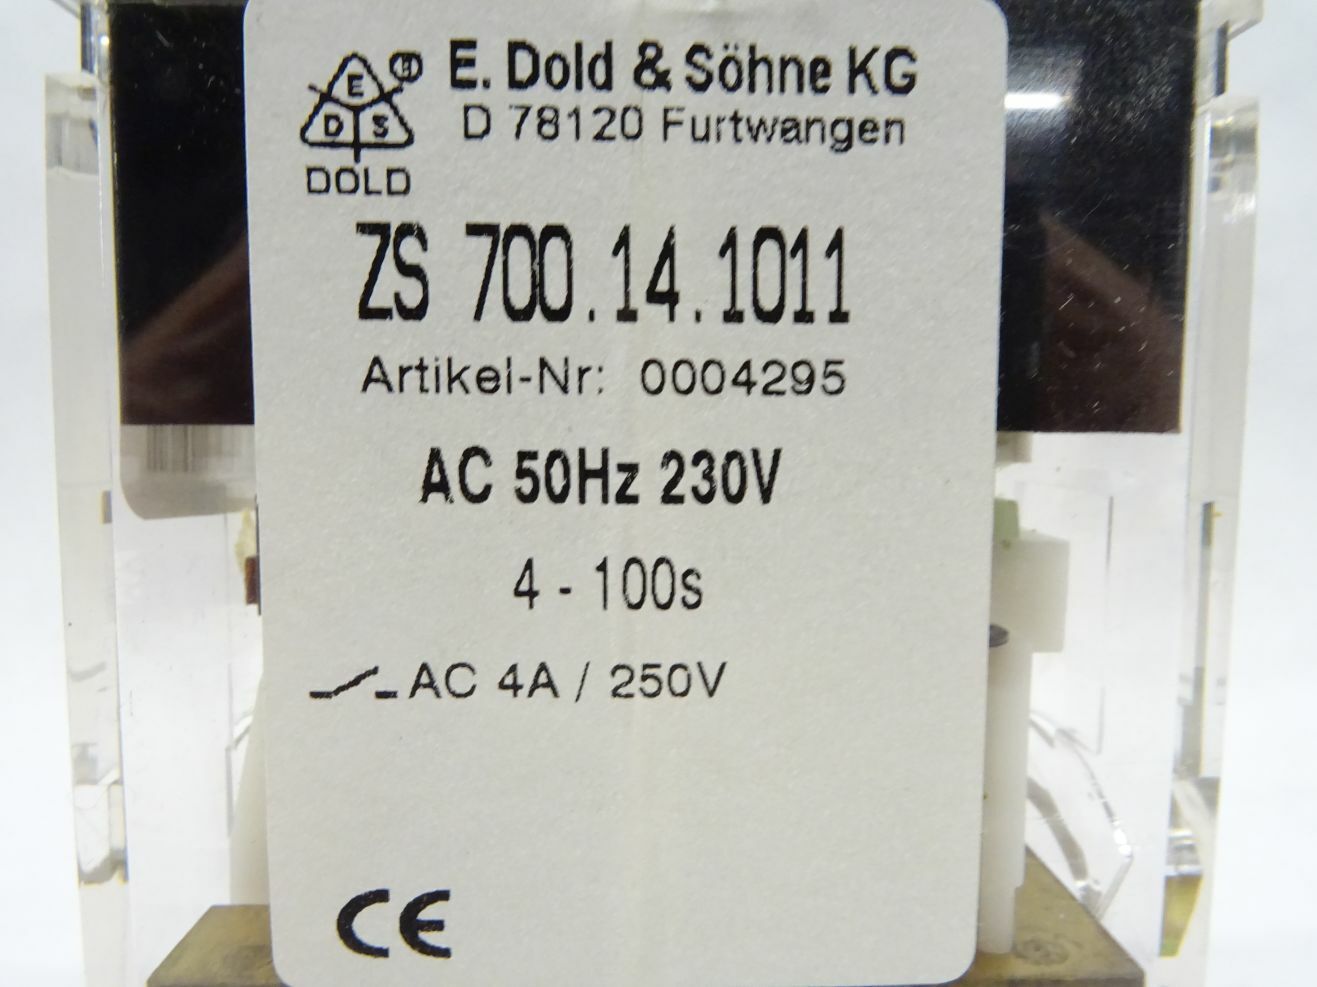 E. Dold & Söhne KG
D 78120 Furtwangen
E
D S
DOLD
ZS 700.14.1011
Artikel-Nr: 0004295
AC 50Hz 230V
4 - 100s
AC 4A / 250V
CE